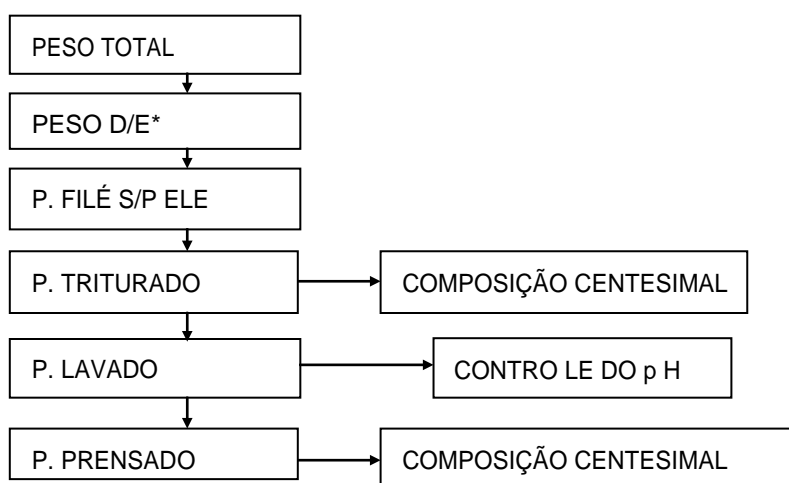 PESO TOTAL
PESO D/E*
P. FILÉ S/P ELE
P. TRITURADO
COMPOSIÇÃO CENTESIMAL
P. LAVADO
CONTRO LE DO p H
P. PRENSADO
COMPOSIÇÃO CENTESIMAL